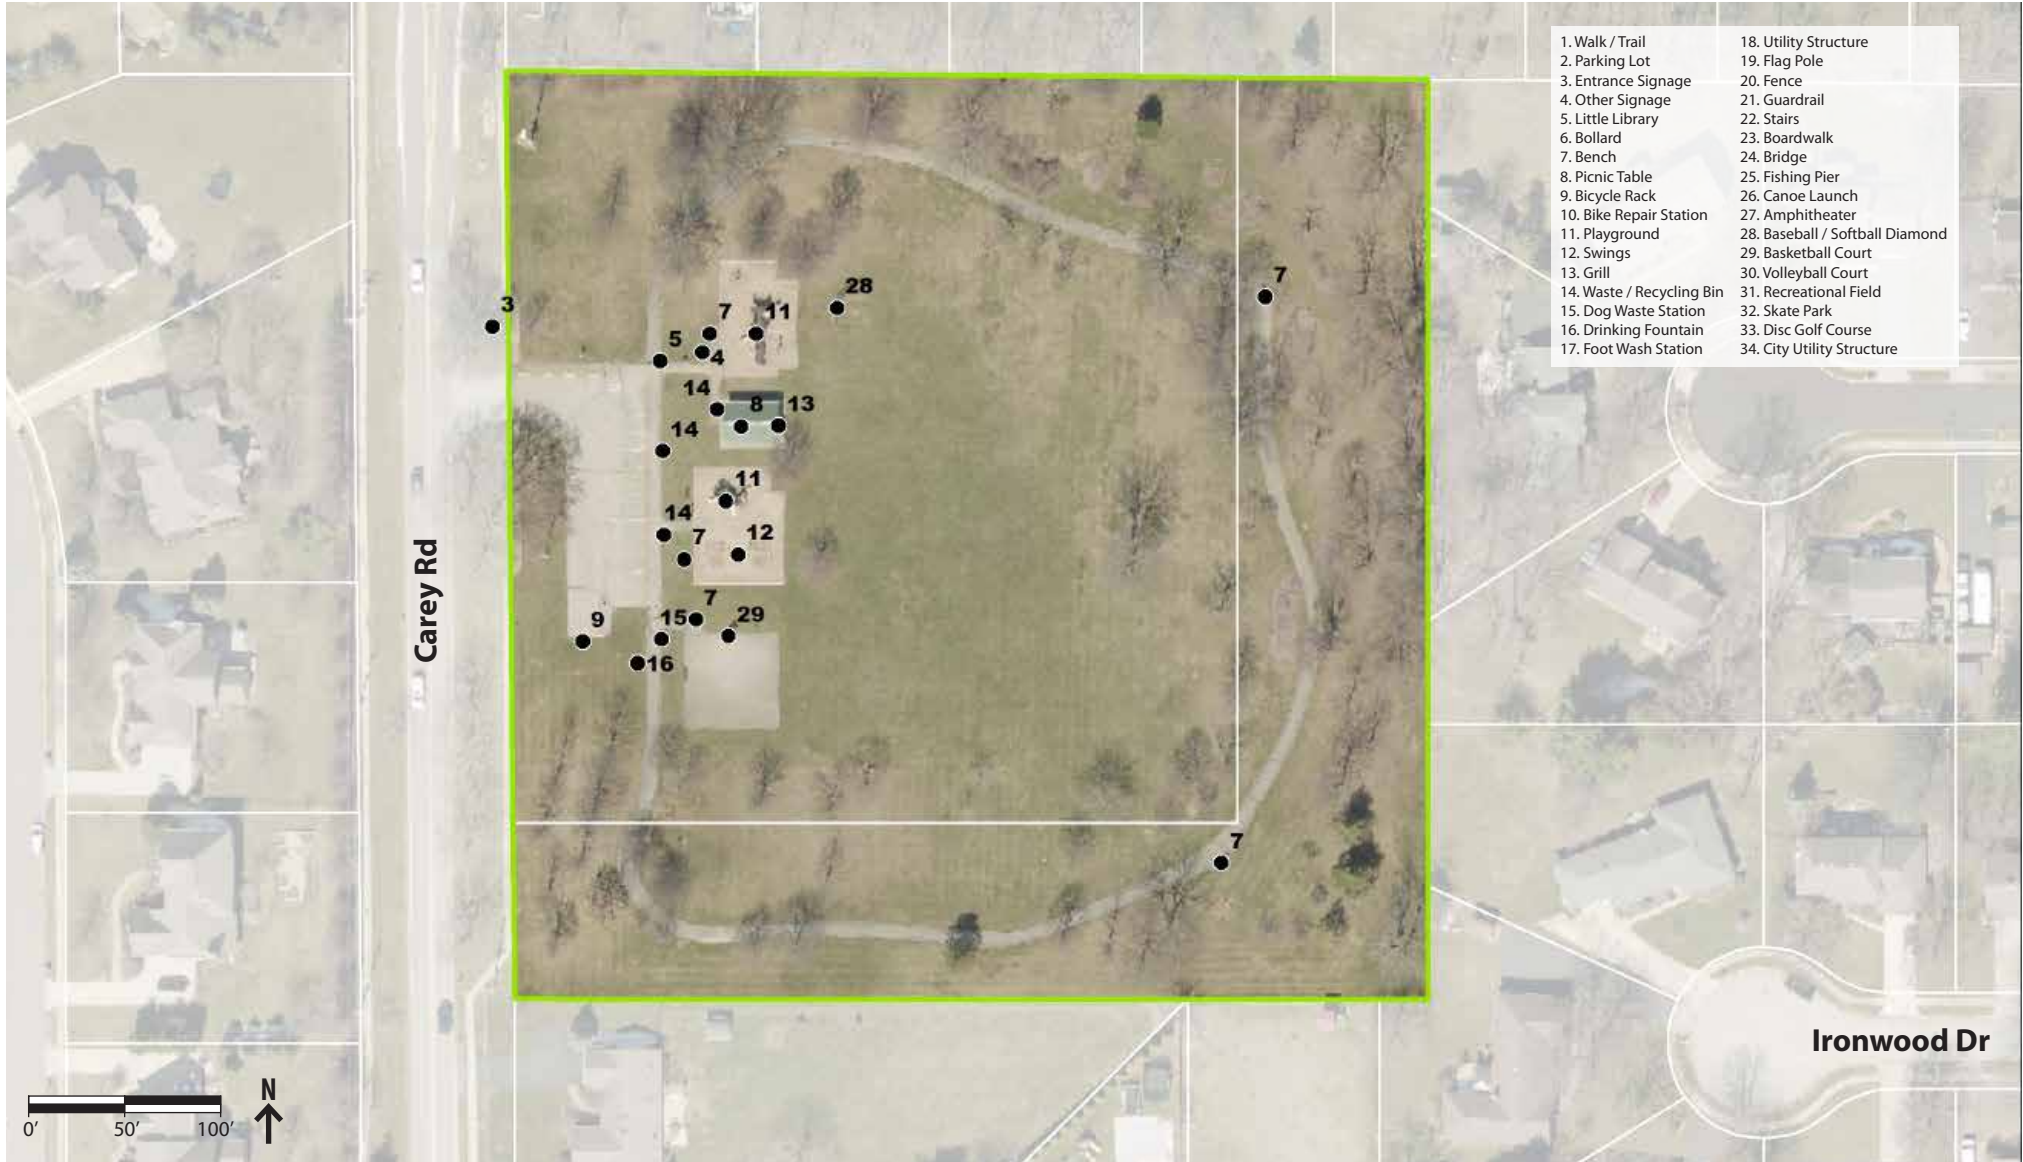 1. Walk / Trail
2. Parking Lot
3. Entrance Signage
4. Other Signage
5. Little Library
6. Bollard
7. Bench
8. Picnic Table
9. Bicycle Rack
10. Bike Repair Station
11. Playground
12. Swings
13. Grill
14. Waste / Recycling Bin
15. Dog Waste Station
16. Drinking Fountain
17. Foot Wash Station
18. Utility Structure
19. Flag Pole
20. Fence
21. Guardrail
22. Stairs
23. Boardwalk
24. Bridge
25. Fishing Pier
26. Canoe Launch
27. Amphitheater
28. Baseball / Softball Diamond
29. Basketball Court
30. Volleyball Court
31. Recreational Field
32. Skate Park
33. Disc Golf Course
34. City Utility Structure
7
28
3
7
11
5
4
14
8
13
14
11
14
7
12
7
9
15
29
16
7
Carey Rd
Ironwood Dr
N
0' 50' 100'